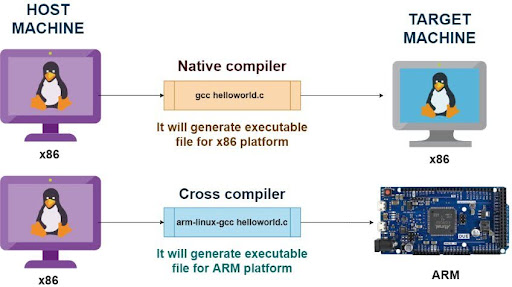 HOST
MACHINE
TARGET
MACHINE
Native compiler
gcc helloworld.c
It will generate executable
file for x86 platform
x86
x86
Cross compiler
arm-linux-gcc helloworld.c
It will generate executable
file for ARM platform
x86
ARM